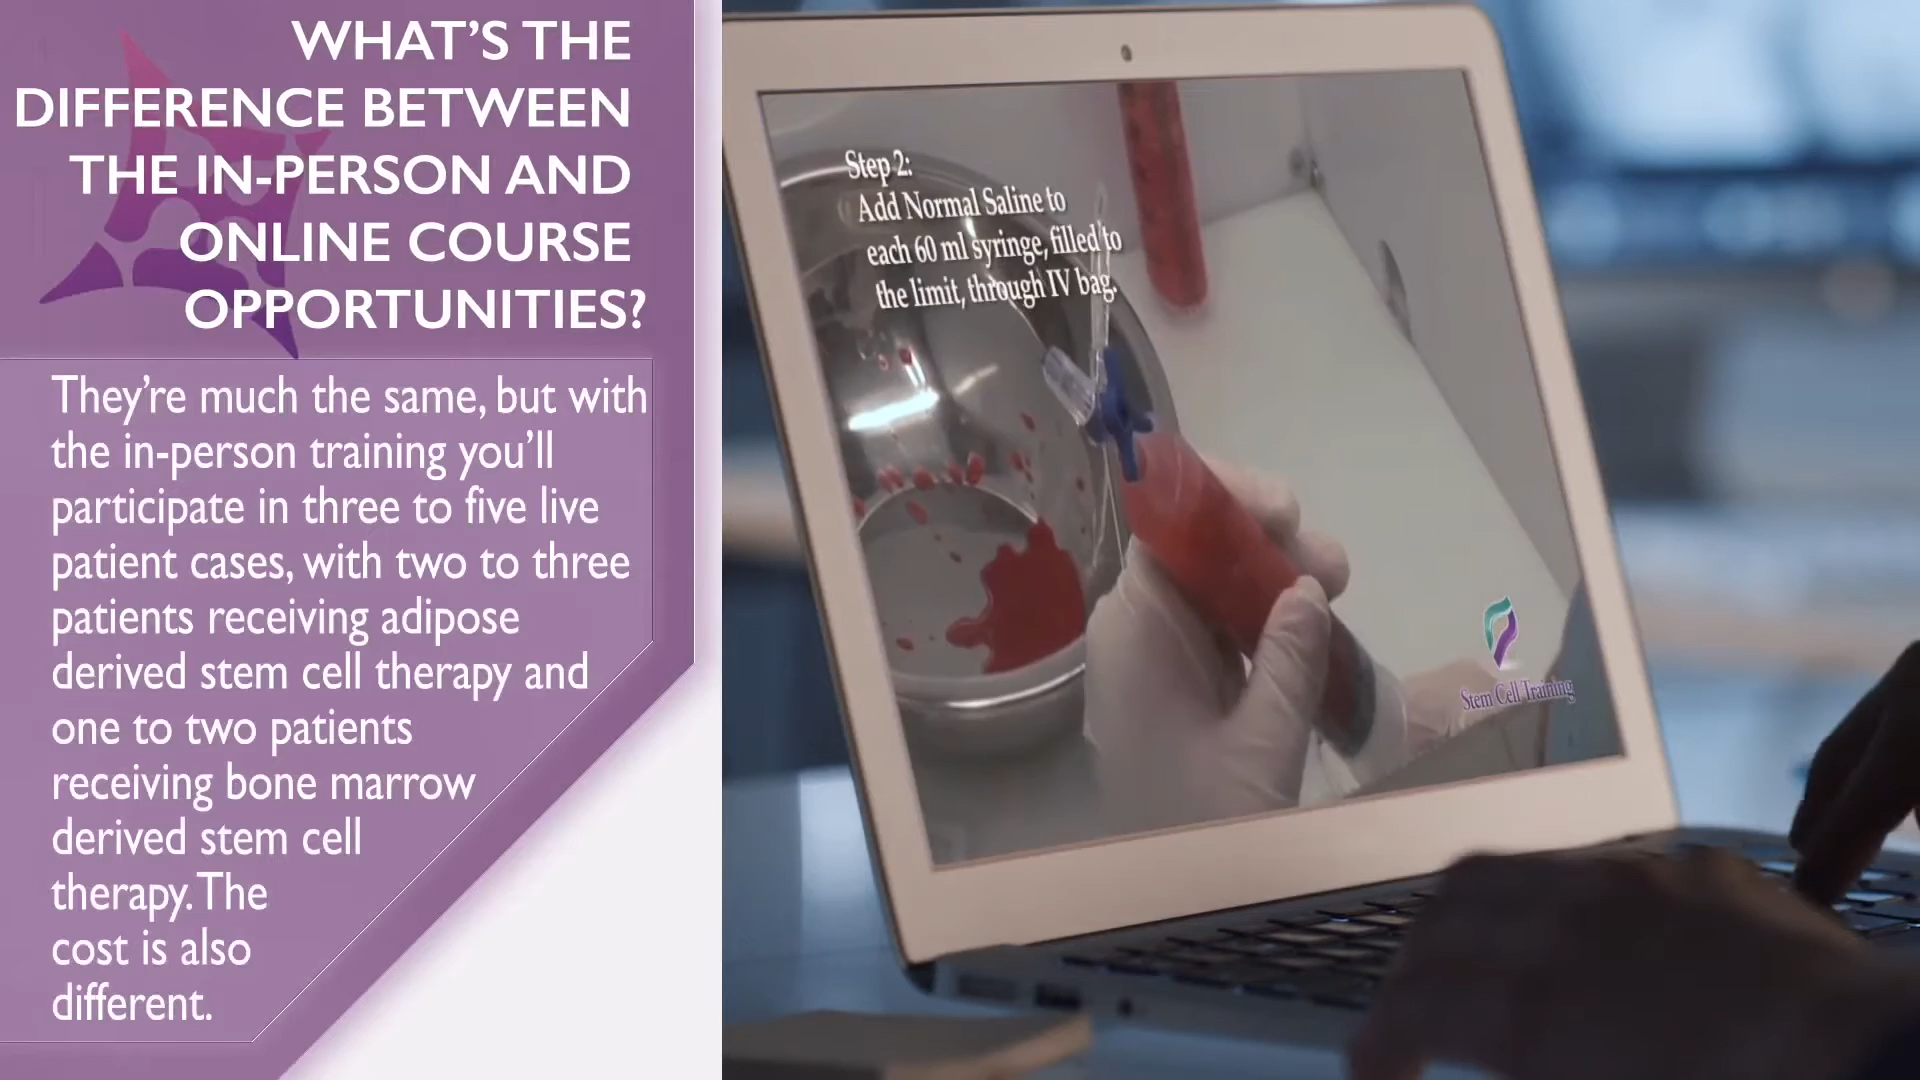 WHAT'S THE
DIFFERENCE BETWEEN
THE IN-PERSON AND
ONLINE COURSE
OPPORTUNITIES?
They're much the same, but with
the in-person training you'll
participate in three to five live
patient cases, with two to three
patients receiving adipose
derived stem cell therapy and
one to two patients
receiving bone marrow
derived stem cell
therapy. The
cost is also
different.
Step 2:
Add Normal Saline to
each 60 ml syringe, filled to
the limit, through IV bag.
Stem Cell Training